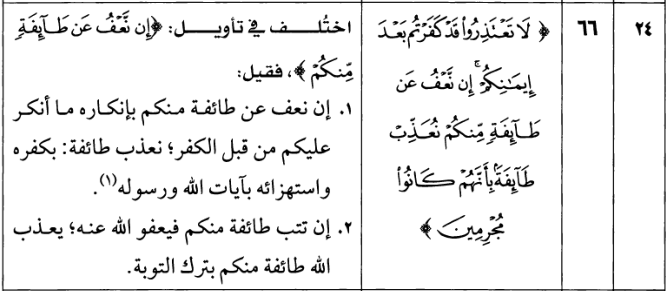 ٢٤
٦٦
﴿ لَا تَعْتَذِرُوا۟ قَدْ كَفَرْتُم بَعْدَ
إِيمَٰنِكُمْ ۚ إِن نَّعْفُ عَن
طَآئِفَةٍ مِّنكُمْ نُعَذِّبْ
طَآئِفَةًۢ بِأَنَّهُمْ كَانُوا۟
مُجْرِمِينَ ﴾
اختُلف في تأويل: ﴿إِن نَّعْفُ عَن طَآئِفَةٍ
مِّنكُمْ﴾، فقيل:
١. إن نعف عن طائفة منكم بإنكاره ما أنكر
عليكم من قبل الكفر؛ نعذب طائفة: بكفره
واستهزائه بآيات الله ورسوله(١).
٢. إن تتب طائفة منكم فيعفو الله عنه؛ يعذب
الله طائفة منكم بترك التوبة.